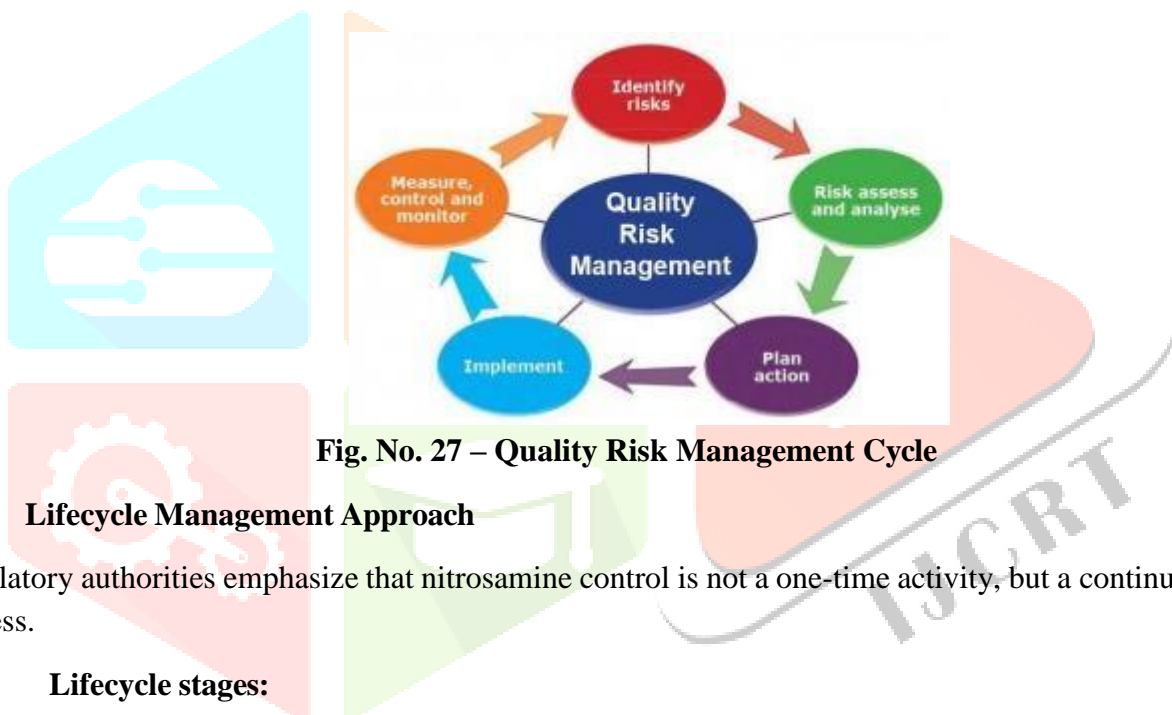 Identify
risks
Measure,
control and
monitor
Risk assess
and analyse
Quality
Risk
Management
Implement
Plan
action
Fig. No. 27 – Quality Risk Management Cycle
Lifecycle Management Approach
latory authorities emphasize that nitrosamine control is not a one-time activity, but a continu
ess.
Lifecycle stages:
IJCRT